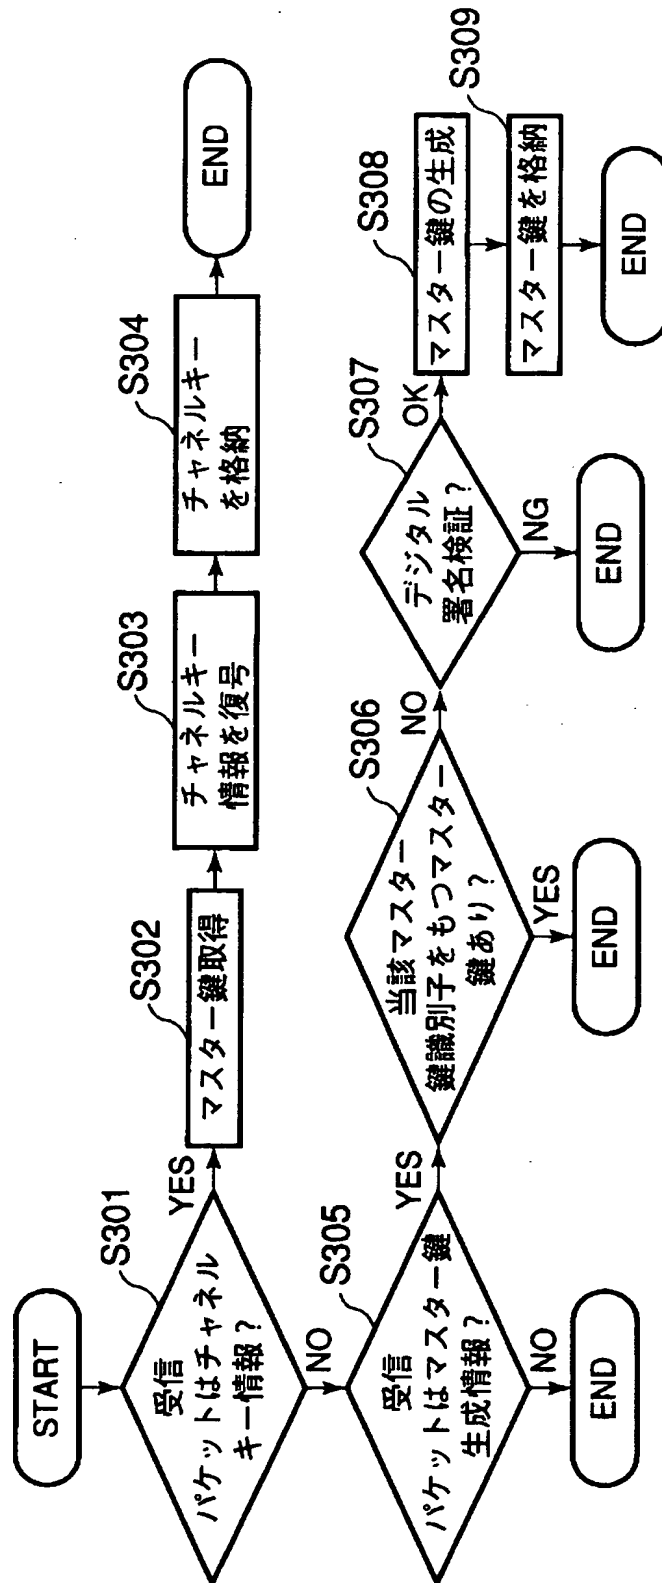 START
S301
受信
パケットはチャネル
キー情報？
YES
NO
S302
マスター鍵取得
S303
チャネルキー
情報を復号
S304
チャネルキー
を格納
END
S305
受信
パケットはマスター鍵
生成情報？
YES
NO
END
S306
当該マスター
鍵識別子をもつマスター
鍵あり？
NO
YES
END
S307
デジタル
署名検証？
OK
NG
END
S308
マスター鍵の生成
S309
マスター鍵を格納
END